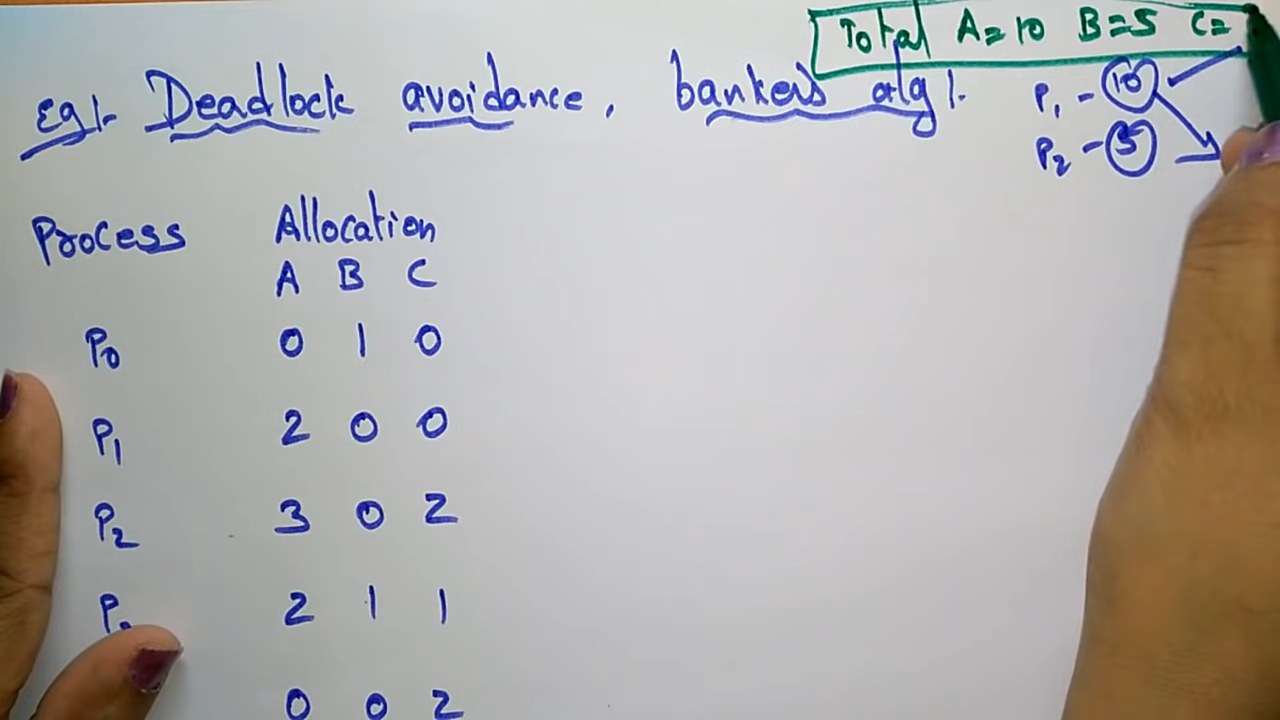 Total A=10 B=5 C=
Eg1. Deadlock avoidance, bankers alg1.
P1 - 10
P2 - 5
Process Allocation
A B C
P0 0 1 0
P1 2 0 0
P2 3 0 2
2 1 1
0 0 2